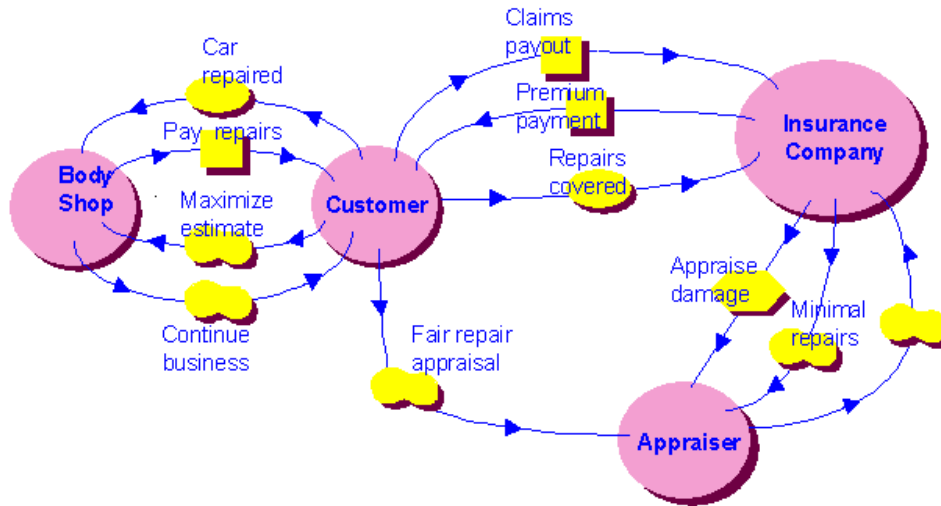 Claims
payout
Car
repaired
Premium
payment
Insurance
Company
Pay repairs
Repairs
covered
Body
Shop
Customer
Maximize
estimate
Appraise
damage
Minimal
repairs
Continue
business
Fair repair
appraisal
Appraiser